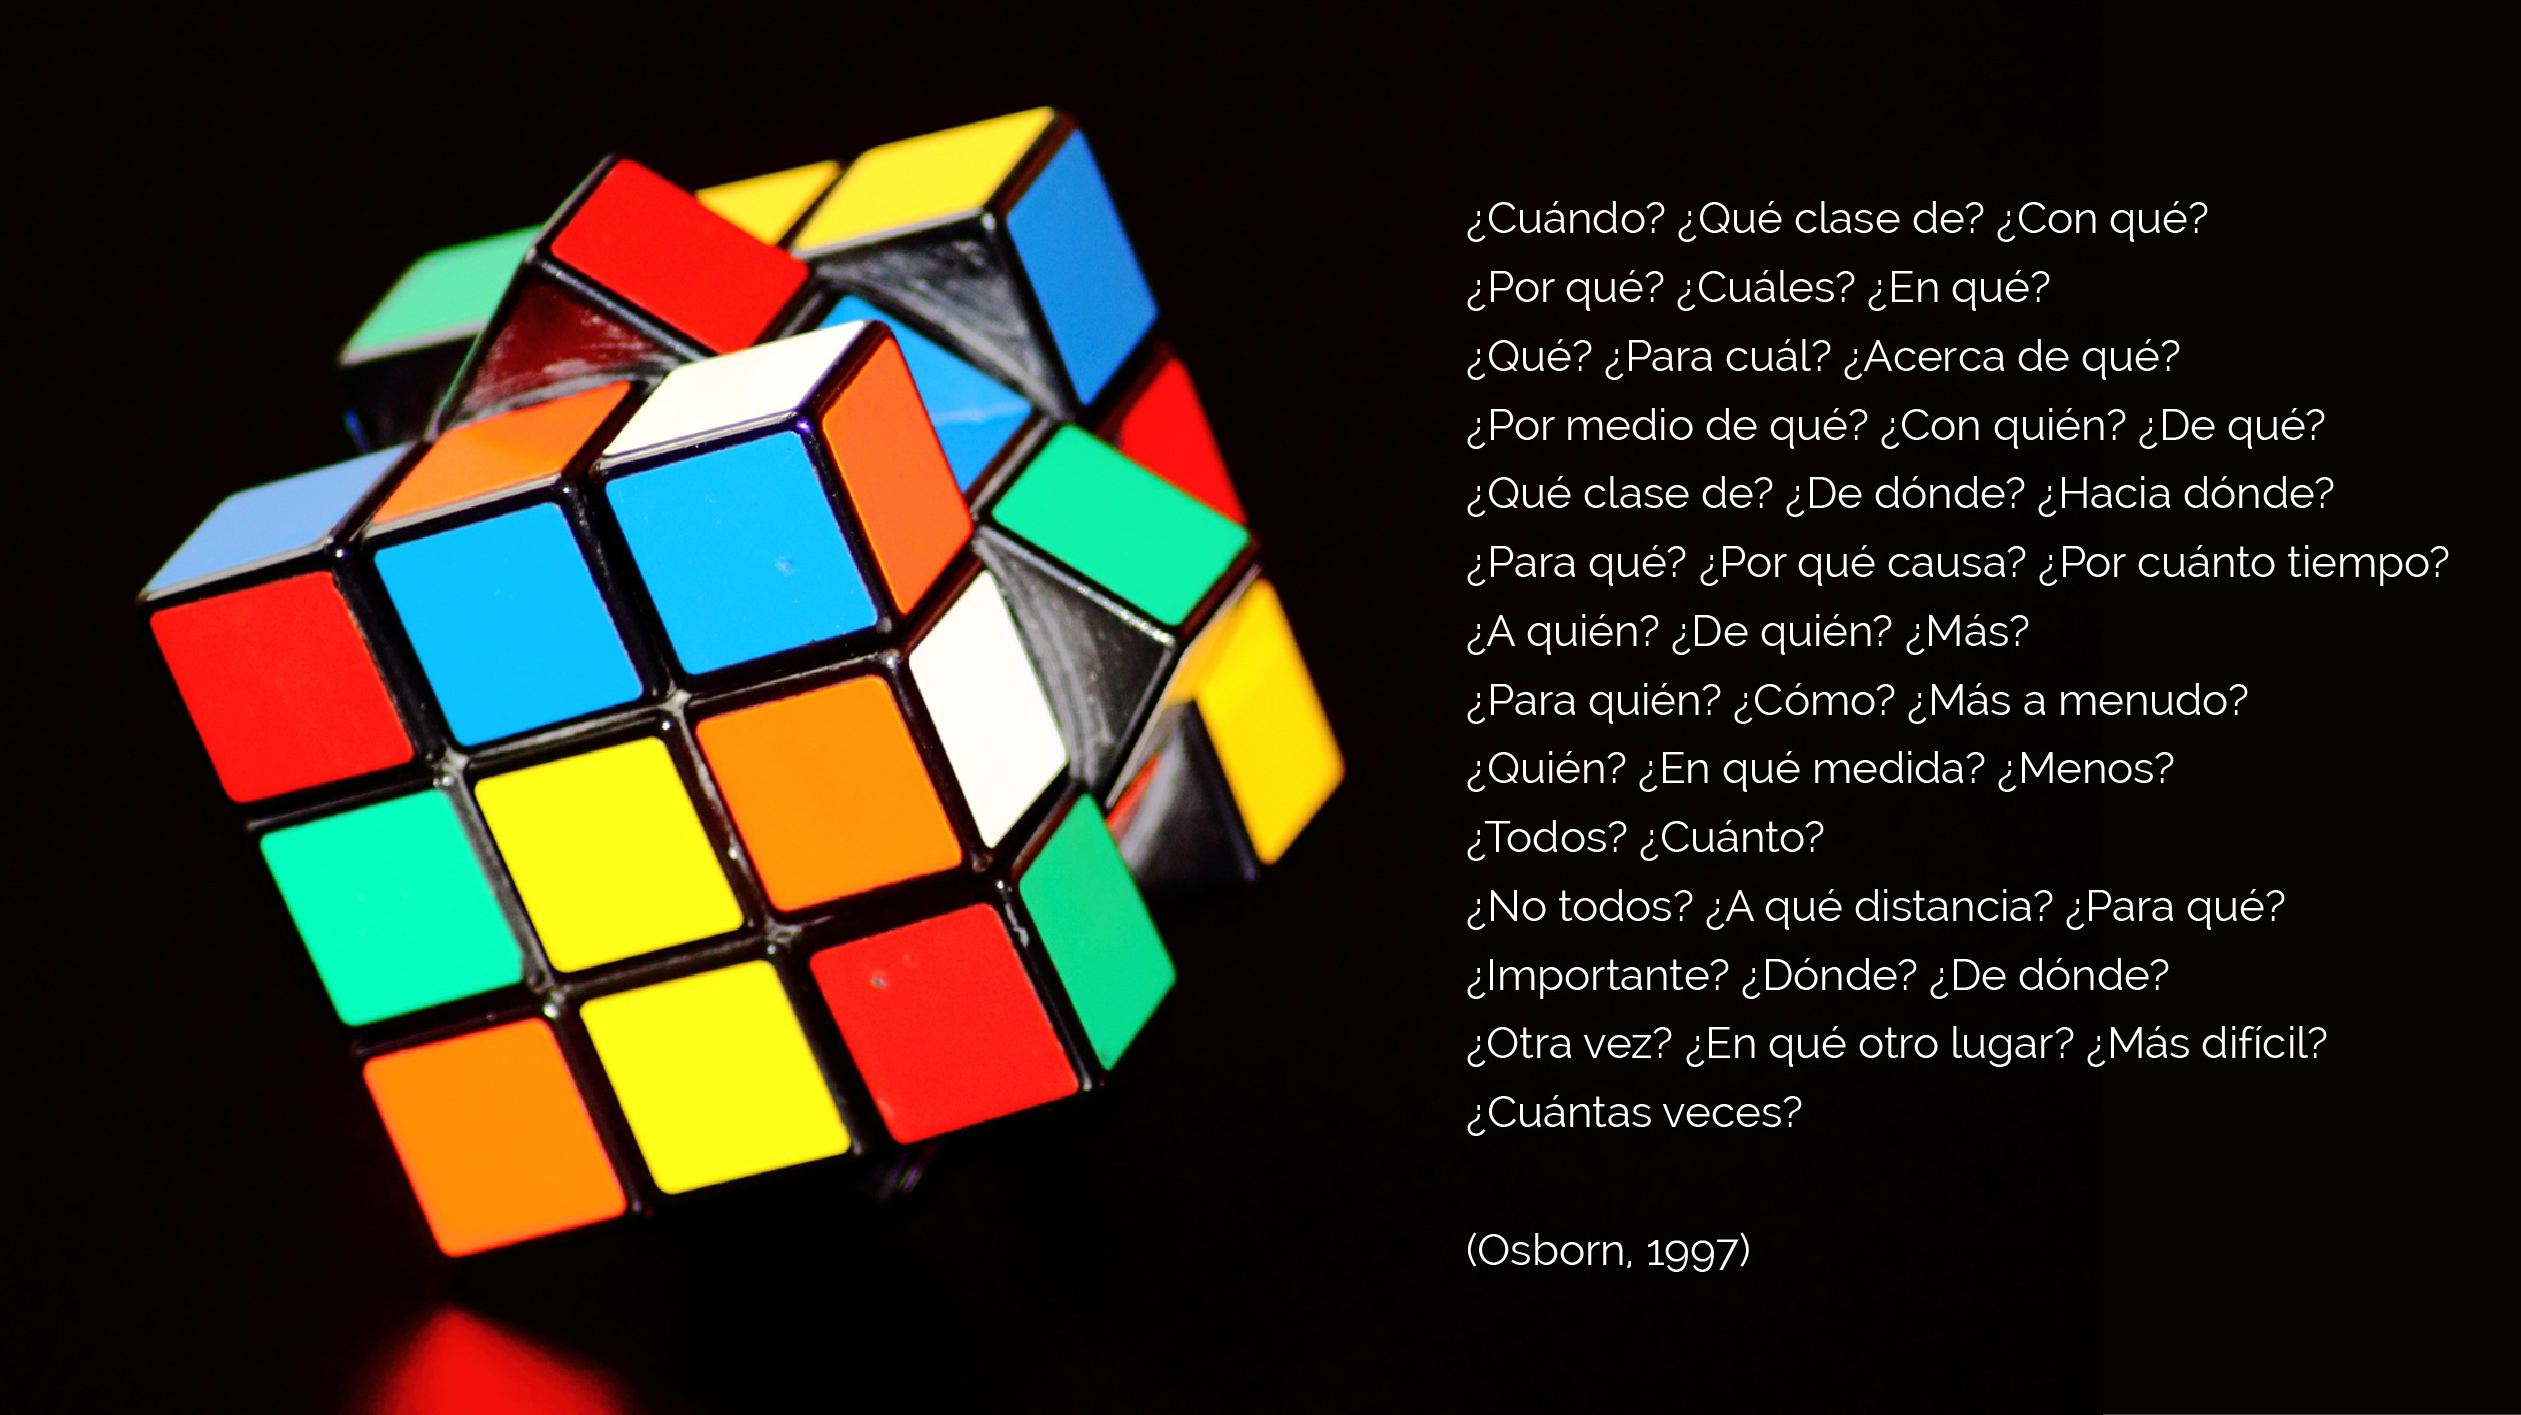 ¿Cuándo? ¿Qué clase de? ¿Con qué?
¿Por qué? ¿Cuáles? ¿En qué?
¿Qué? ¿Para cuál? ¿Acerca de qué?
¿Por medio de qué? ¿Con quién? ¿De qué?
¿Qué clase de? ¿De dónde? ¿Hacia dónde?
¿Para qué? ¿Por qué causa? ¿Por cuánto tiempo?
¿A quién? ¿De quién? ¿Más?
¿Para quién? ¿Cómo? ¿Más a menudo?
¿Quién? ¿En qué medida? ¿Menos?
¿Todos? ¿Cuánto?
¿No todos? ¿A qué distancia? ¿Para qué?
¿Importante? ¿Dónde? ¿De dónde?
¿Otra vez? ¿En qué otro lugar? ¿Más difícil?
¿Cuántas veces?
(Osborn, 1997)